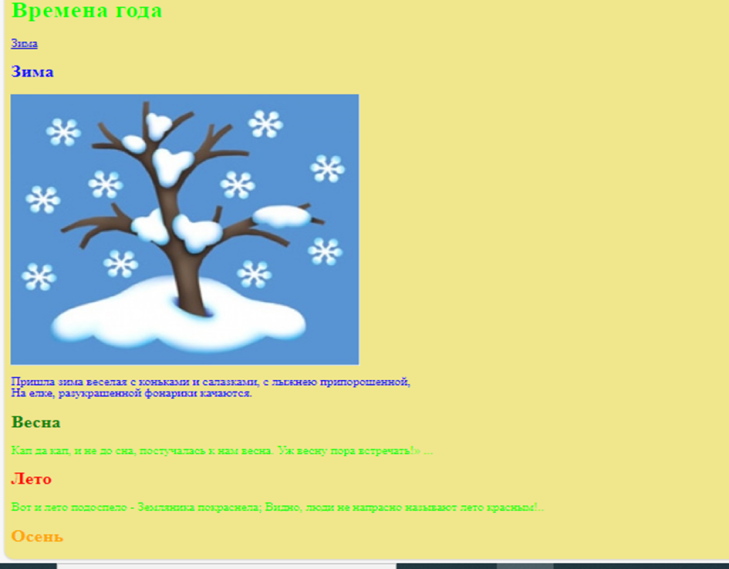 Времена года
Зима
Зима
Пришла зима веселая с коньками и салазками, с лыжнею припорошенной,
На елке, разукрашенной фонарики качаются.
Весна
Кап да кап, и не до сна, постучалась к нам весна. Уж весну пора встречать!» ...
Лето
Вот и лето подоспело - Земляника покраснела; Видно, люди не напрасно называют лето красным!..
Осень